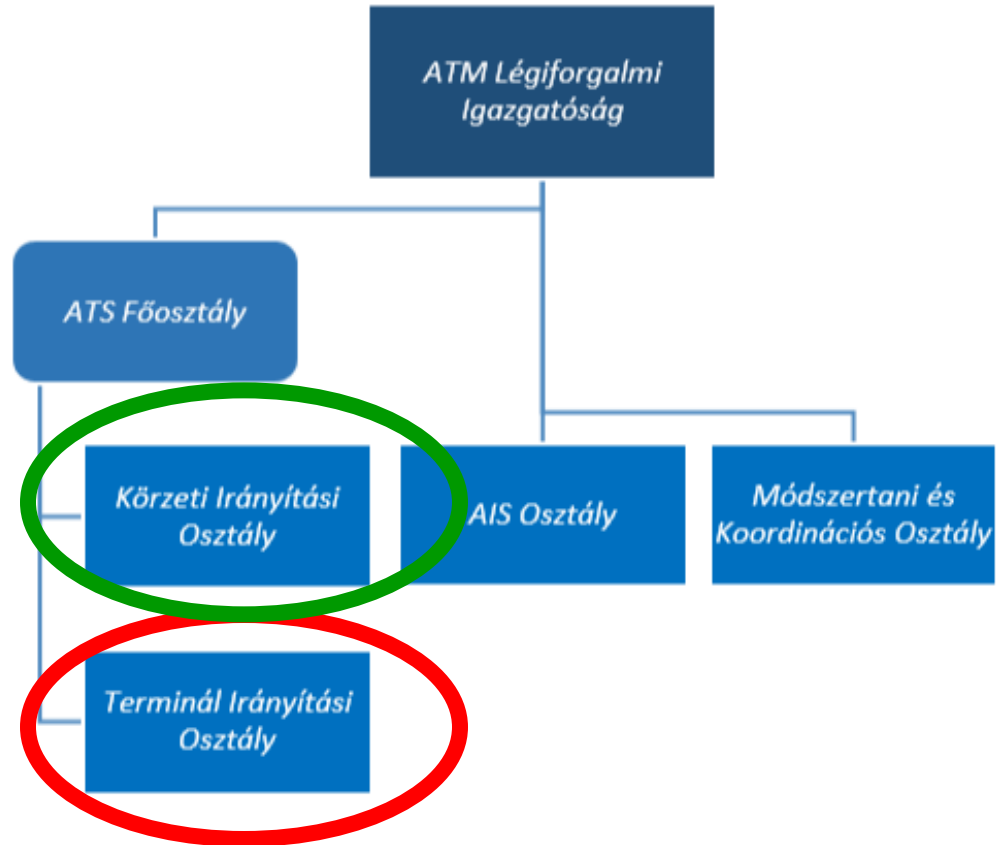 ATM Légiforgalmi
Igazgatóság
ATS Főosztály
Körzeti Irányítási
Osztály
AIS Osztály
Módszertani és
Koordinációs Osztály
Terminál Irányítási
Osztály